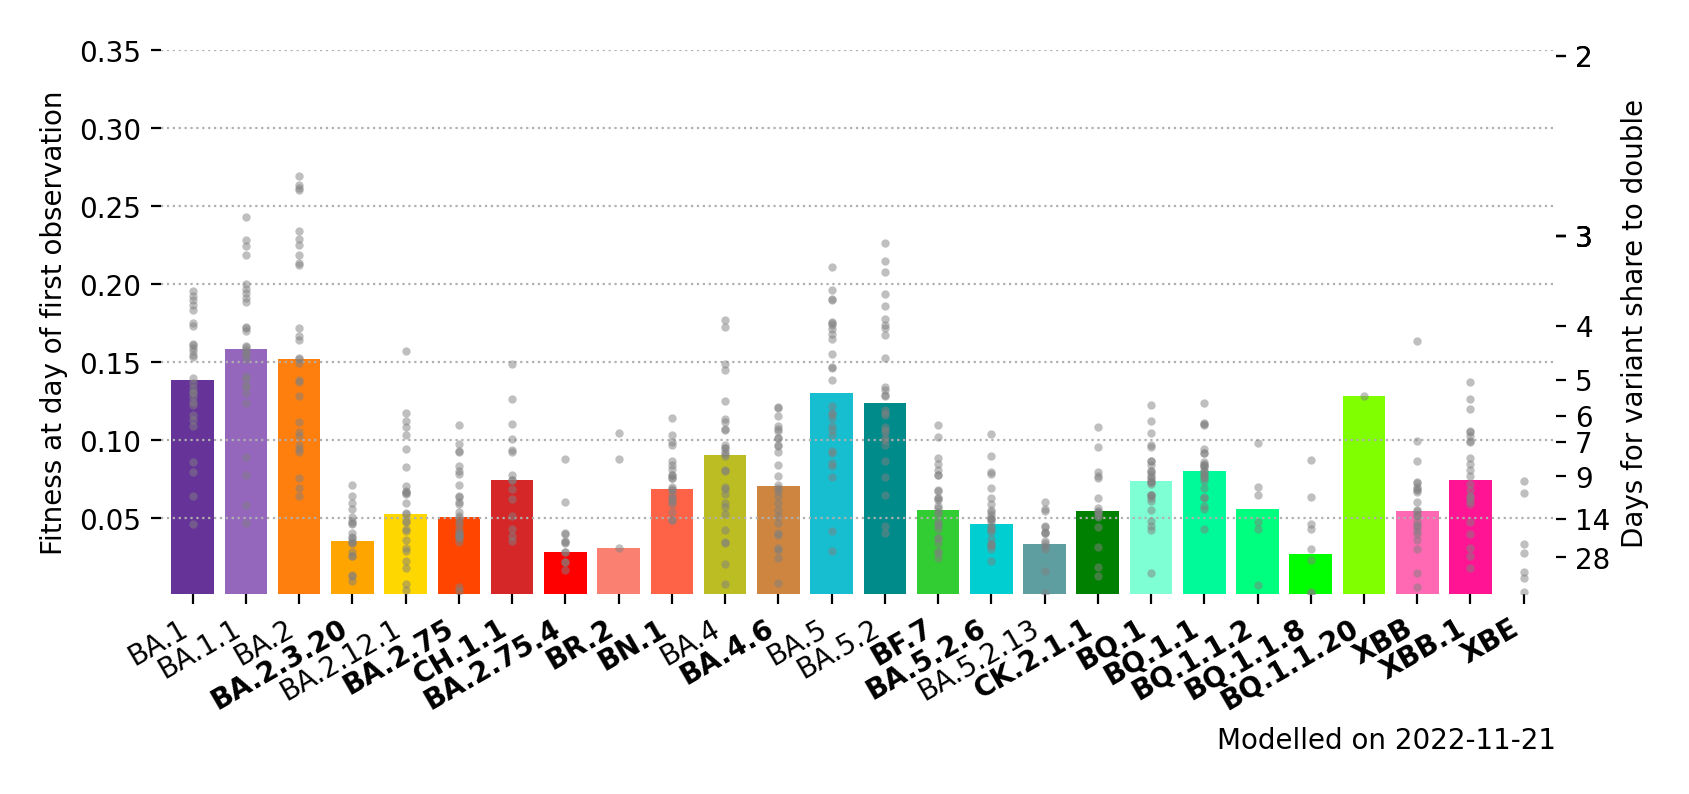 Fitness at day of first observation
0.35
0.30
0.25
0.20
0.15
0.10
0.05
2
3
4
5
6
7
9
14
28
Days for variant share to double
BA.1
BA.1.1
BA.2
BA.2.3.20
BA.2.12.1
BA.2.75
CH.1.1
BA.2.75.4
BR.2
BN.1
BA.4
BA.4.6
BA.5
BA.5.2
BF.7
BA.5.2.6
BA.5.2.13
CK.2.1.1
BQ.1
BQ.1.1
BQ.1.1.2
BQ.1.1.8
BQ.1.1.20
XBB
XBB.1
XBE
Modelled on 2022-11-21